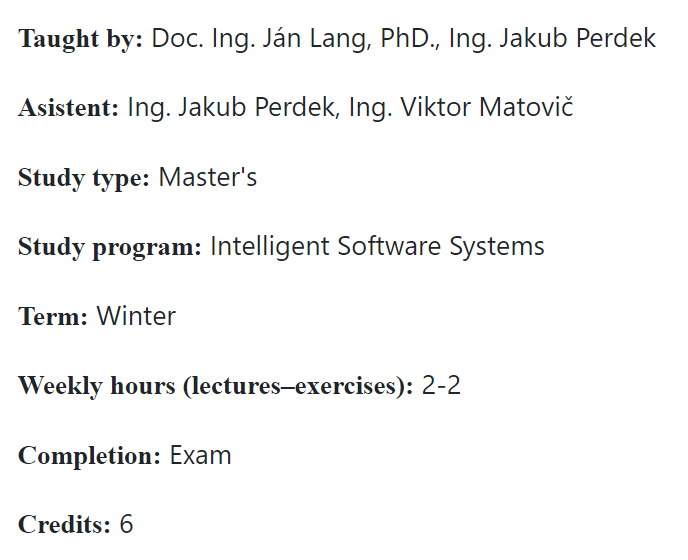 Taught by: Doc. Ing. Ján Lang, PhD., Ing. Jakub Perdek
Asistent: Ing. Jakub Perdek, Ing. Viktor Matovič
Study type: Master's
Study program: Intelligent Software Systems
Term: Winter
Weekly hours (lectures–exercises): 2-2
Completion: Exam
Credits: 6